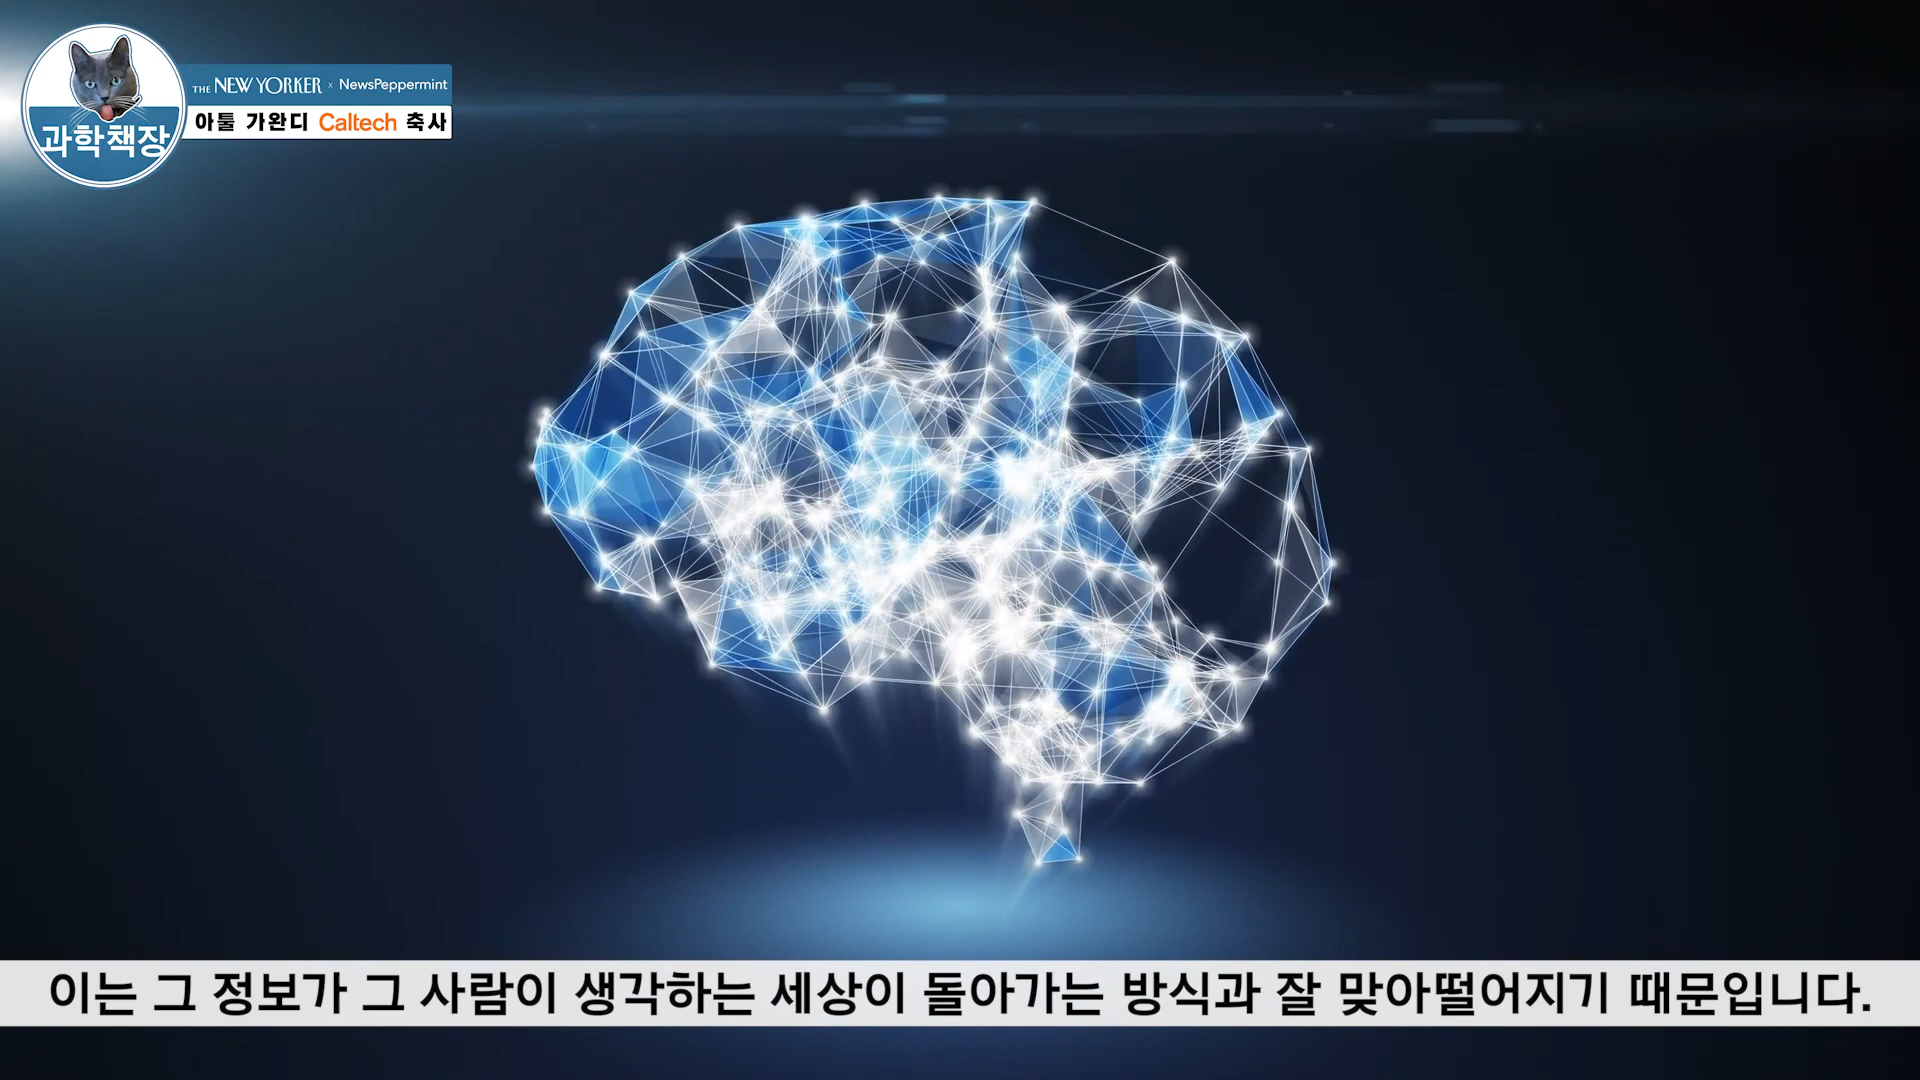 과학책장
THE NEW YORKER x NewsPeppermint
아툴 가완디 Caltech 축사
이는 그 정보가 그 사람이 생각하는 세상이 돌아가는 방식과 잘 맞아떨어지기 때문입니다.